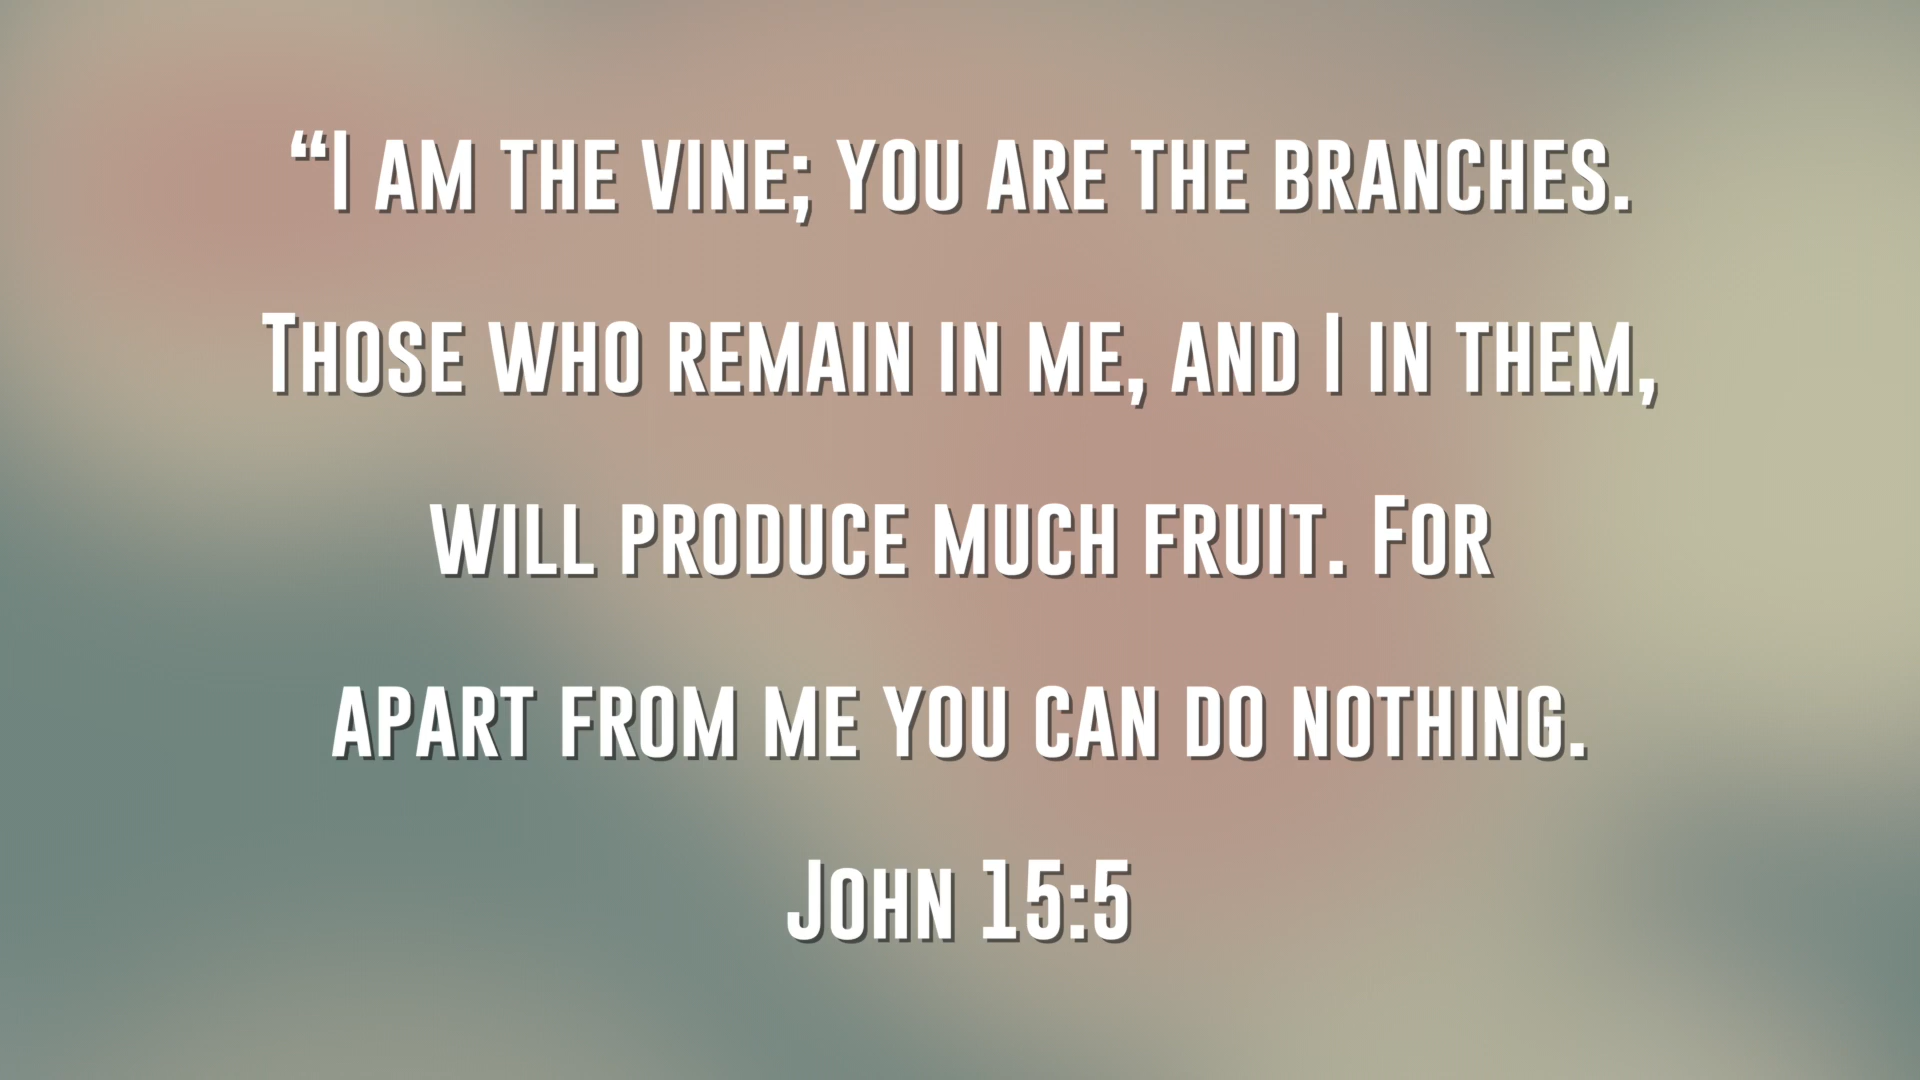 “I am the vine; you are the branches.
Those who remain in me, and I in them,
will produce much fruit. For
apart from me you can do nothing.
John 15:5